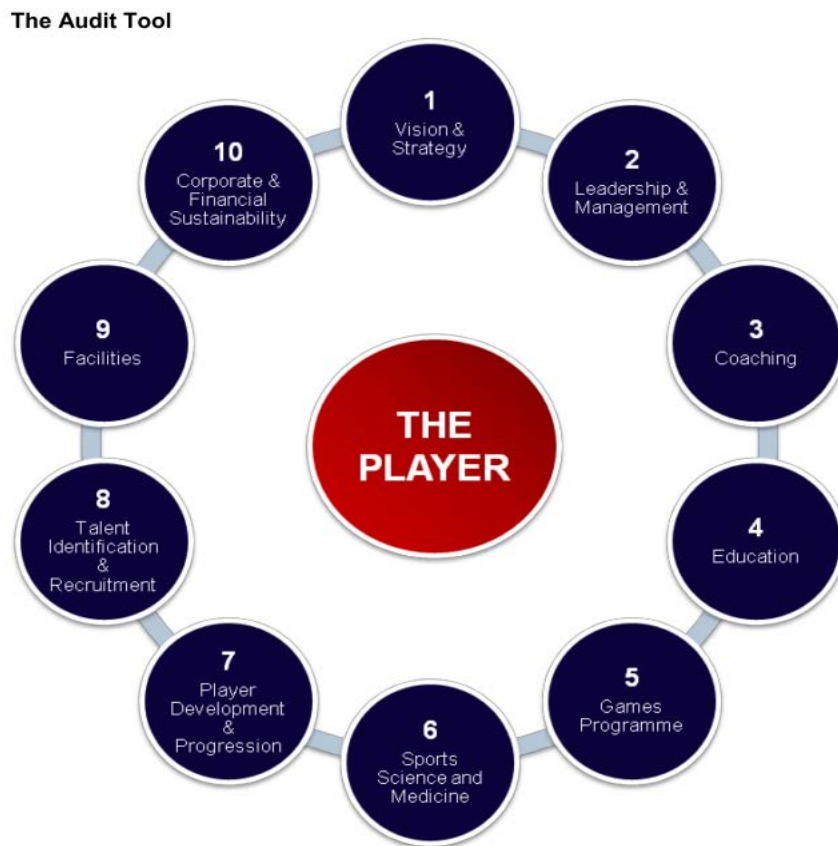 The Audit Tool
1
Vision &
Strategy
2
Leadership &
Management
3
Coaching
4
Education
5
Games
Programme
6
Sports
Science and
Medicine
7
Player
Development
&
Progression
8
Talent
Identification
&
Recruitment
9
Facilities
10
Corporate &
Financial
Sustainability
THE
PLAYER